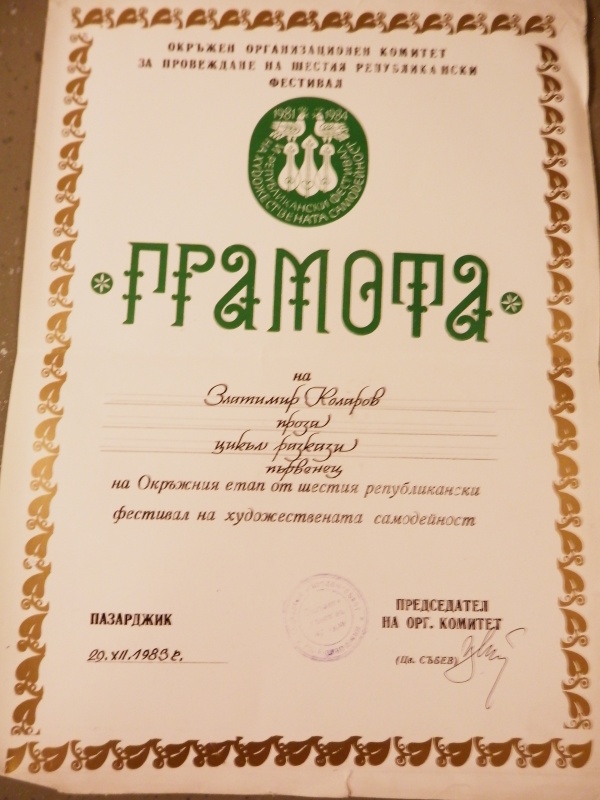 ОКРЪЖЕН ОРГАНИЗАЦИОНЕН КОМИТЕТ
ЗА ПРОВЕЖДАНЕ НА ШЕСТИЯ РЕПУБЛИКАНСКИ
ФЕСТИВАЛ
1981 1984
РЕПУБЛИКАНСКИ ФЕСТИВАЛ
НА ХУДОЖЕСТВЕНАТА САМОДЕЙНОСТ
ГРАМОТА
на
Златимир Коларов
проза
цикъл разкази
първенец
на Окръжния етап от шестия републикански
фестивал на художествената самодейност
ПАЗАРДЖИК
ПРЕДСЕДАТЕЛ
НА ОРГ. КОМИТЕТ
29.XII.1983 г.
(Цв. СЪБЕВ)